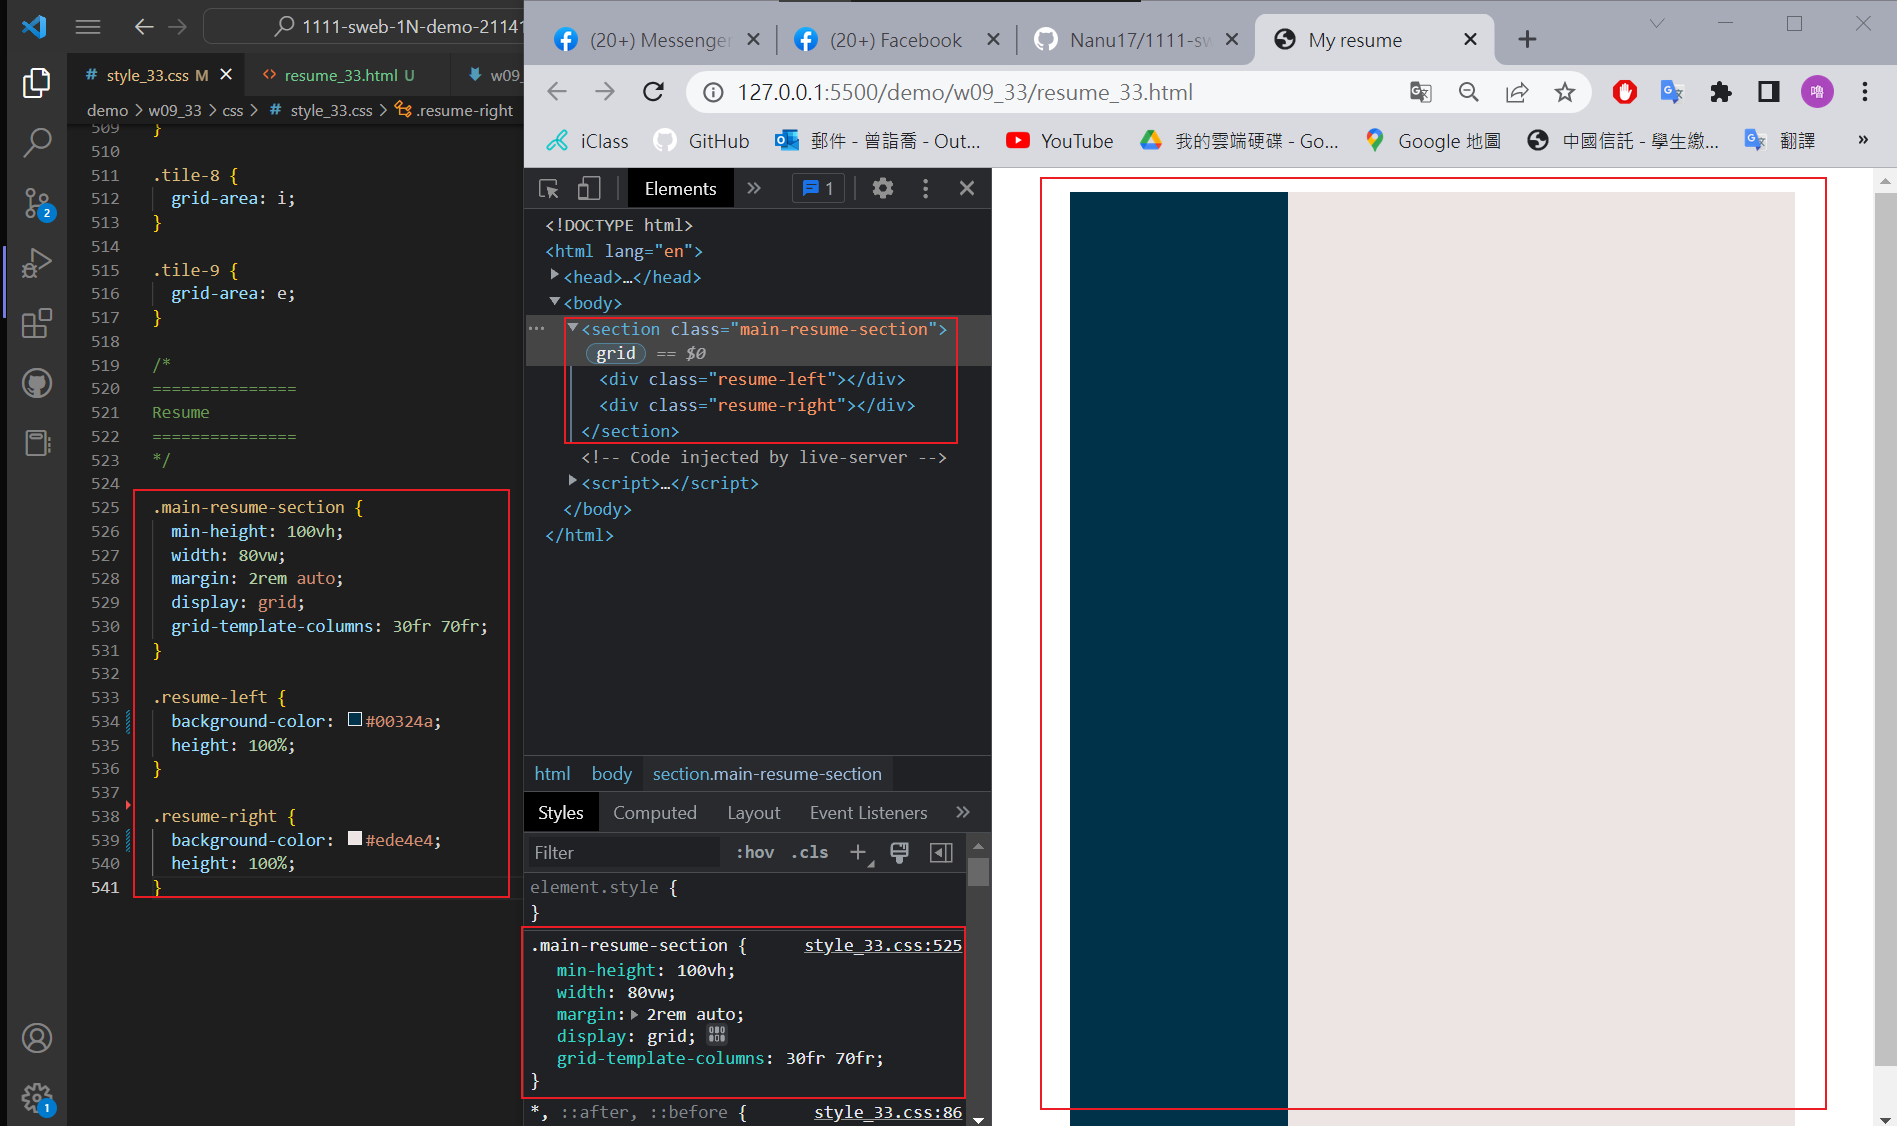 1111-sweb-1N-demo-21141
# style_33.css M ×
<> resume_33.html U
w09_
demo > w09_33 > css > # style_33.css > .resume-right
509 }
510
511 .tile-8 {
512 grid-area: i;
513 }
514
515 .tile-9 {
516 grid-area: e;
517 }
518
519 /*
520 ===============
521 Resume
522 ===============
523 */
524
525 .main-resume-section {
526 min-height: 100vh;
527 width: 80vw;
528 margin: 2rem auto;
529 display: grid;
530 grid-template-columns: 30fr 70fr;
531 }
532
533 .resume-left {
534 background-color: #00324a;
535 height: 100%;
536 }
537
538 .resume-right {
539 background-color: #ede4e4;
540 height: 100%;
541 }
2
1
(20+) Messenger
(20+) Facebook
Nanu17/1111-sw
My resume
127.0.0.1:5500/demo/w09_33/resume_33.html
嚕
iClass
GitHub
郵件 - 曾詣喬 - Out...
YouTube
我的雲端硬碟 - Go...
Google 地圖
中國信託 - 學生繳...
翻譯
»
Elements
»
1
<!DOCTYPE html>
<html lang="en">
<head>…</head>
<body>
<section class="main-resume-section">
grid == $0
<div class="resume-left"></div>
<div class="resume-right"></div>
</section>
<!-- Code injected by live-server -->
<script>…</script>
</body>
</html>
html body section.main-resume-section
Styles Computed Layout Event Listeners »
Filter :hov .cls +
element.style {
}
.main-resume-section { style_33.css:525
min-height: 100vh;
width: 80vw;
margin: 2rem auto;
display: grid;
grid-template-columns: 30fr 70fr;
}
*, ::after, ::before { style_33.css:86